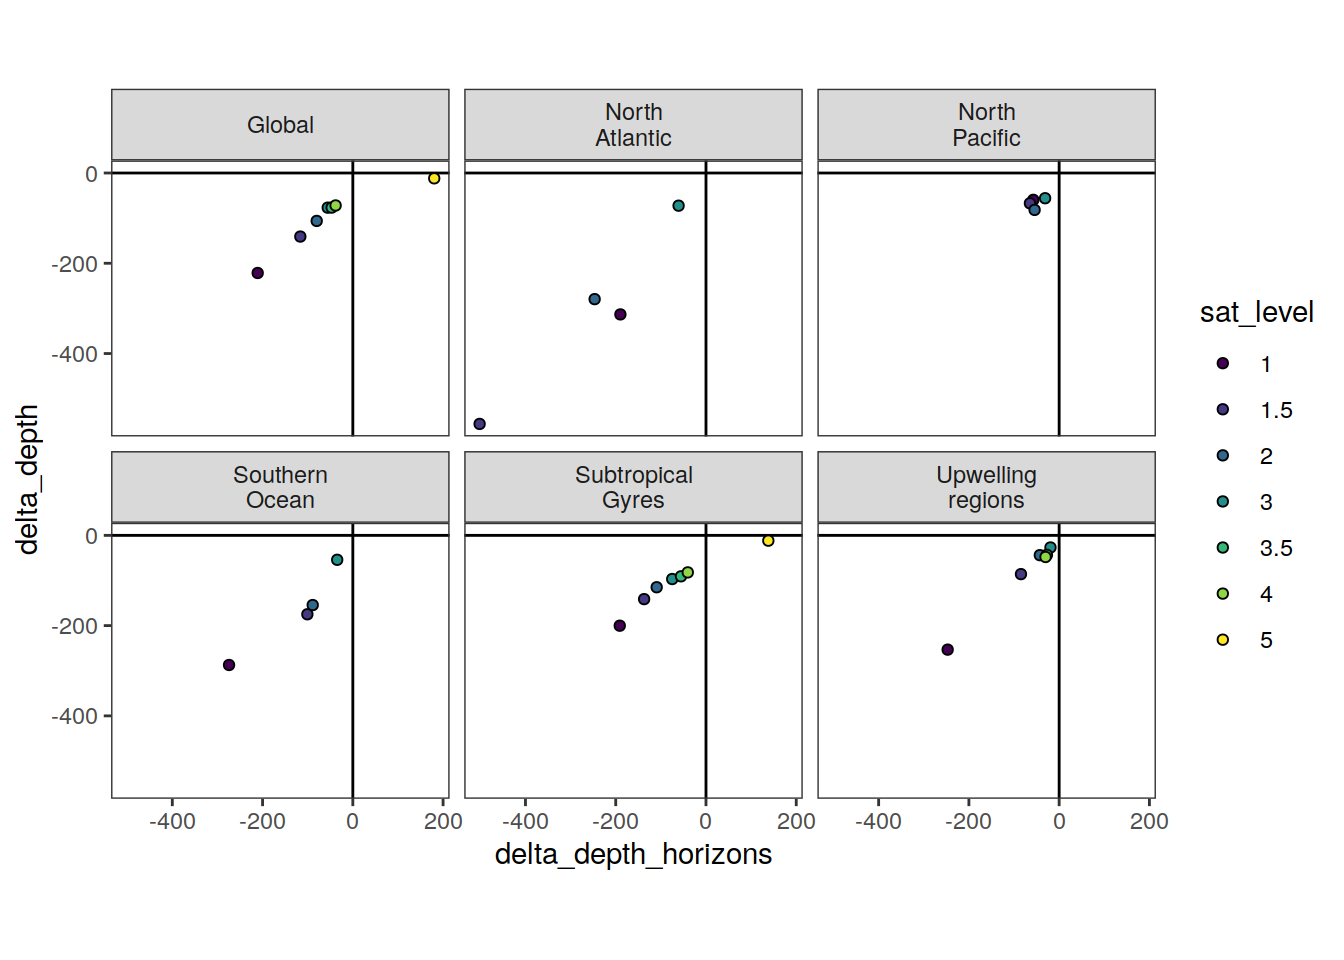 Global
North
Atlantic
North
Pacific
0
-200
-400
Southern
Ocean
Subtropical
Gyres
Upwelling
regions
0
-200
-400
-400 -200 0 200
-400 -200 0 200
-400 -200 0 200
delta_depth_horizons
delta_depth
sat_level
1
1.5
2
3
3.5
4
5